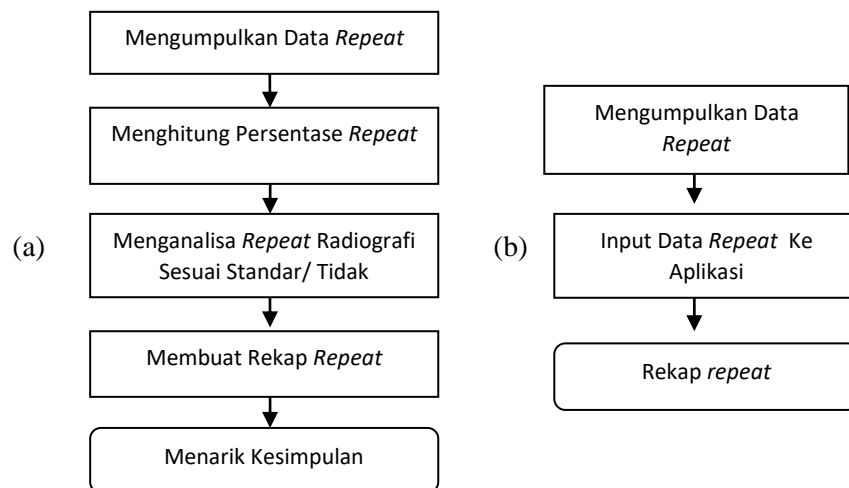 (a)
Mengumpulkan Data Repeat
Menghitung Persentase Repeat
Menganalisa Repeat Radiografi
Sesuai Standar/ Tidak
Membuat Rekap Repeat
Menarik Kesimpulan
(b)
Mengumpulkan Data
Repeat
Input Data Repeat Ke
Aplikasi
Rekap repeat